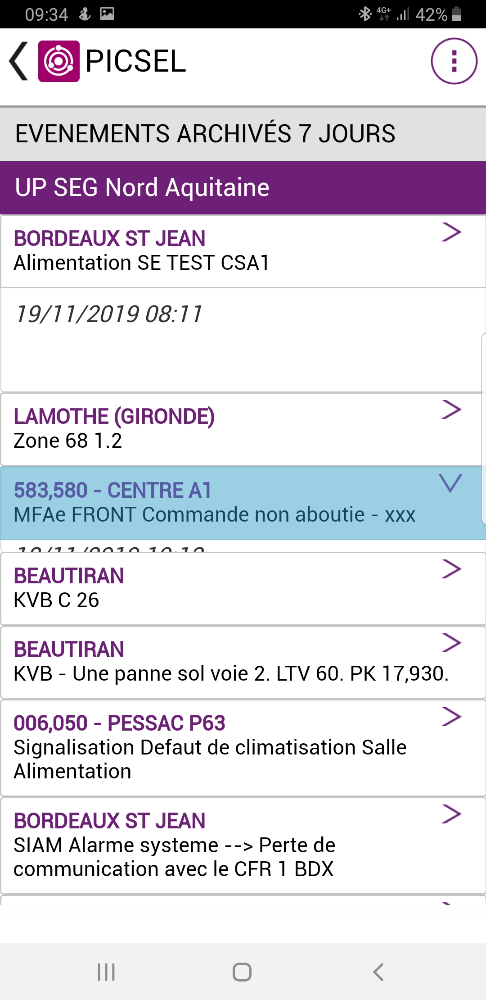 09:34
4G+ 42%
PICSEL
EVENEMENTS ARCHIVÉS 7 JOURS
UP SEG Nord Aquitaine
BORDEAUX ST JEAN
Alimentation SE TEST CSA1
19/11/2019 08:11
LAMOTHE (GIRONDE)
Zone 68 1.2
583,580 - CENTRE A1
MFAe FRONT Commande non aboutie - xxx
BEAUTIRAN
KVB C 26
BEAUTIRAN
KVB - Une panne sol voie 2. LTV 60. PK 17,930.
006,050 - PESSAC P63
Signalisation Defaut de climatisation Salle
Alimentation
BORDEAUX ST JEAN
SIAM Alarme systeme --> Perte de
communication avec le CFR 1 BDX